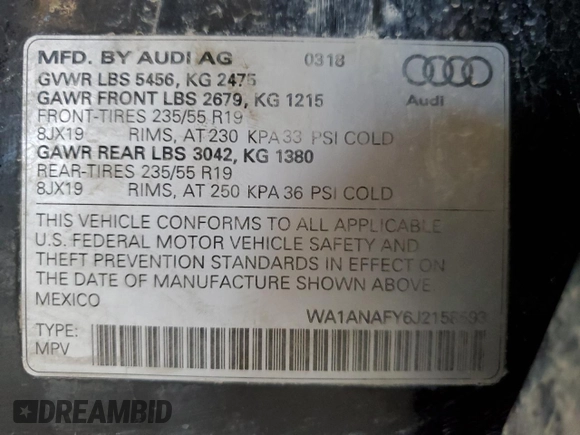 MFD. BY AUDI AG 0318
GVWR LBS 5456, KG 2475
GAWR FRONT LBS 2679, KG 1215
FRONT-TIRES 235/55 R19
8JX19 RIMS, AT 230 KPA 33 PSI COLD
GAWR REAR LBS 3042, KG 1380
REAR-TIRES 235/55 R19
8JX19 RIMS, AT 250 KPA 36 PSI COLD
Audi
THIS VEHICLE CONFORMS TO ALL APPLICABLE
U.S. FEDERAL MOTOR VEHICLE SAFETY AND
THEFT PREVENTION STANDARDS IN EFFECT ON
THE DATE OF MANUFACTURE SHOWN ABOVE
MEXICO
TYPE:
MPV
DREAMBID